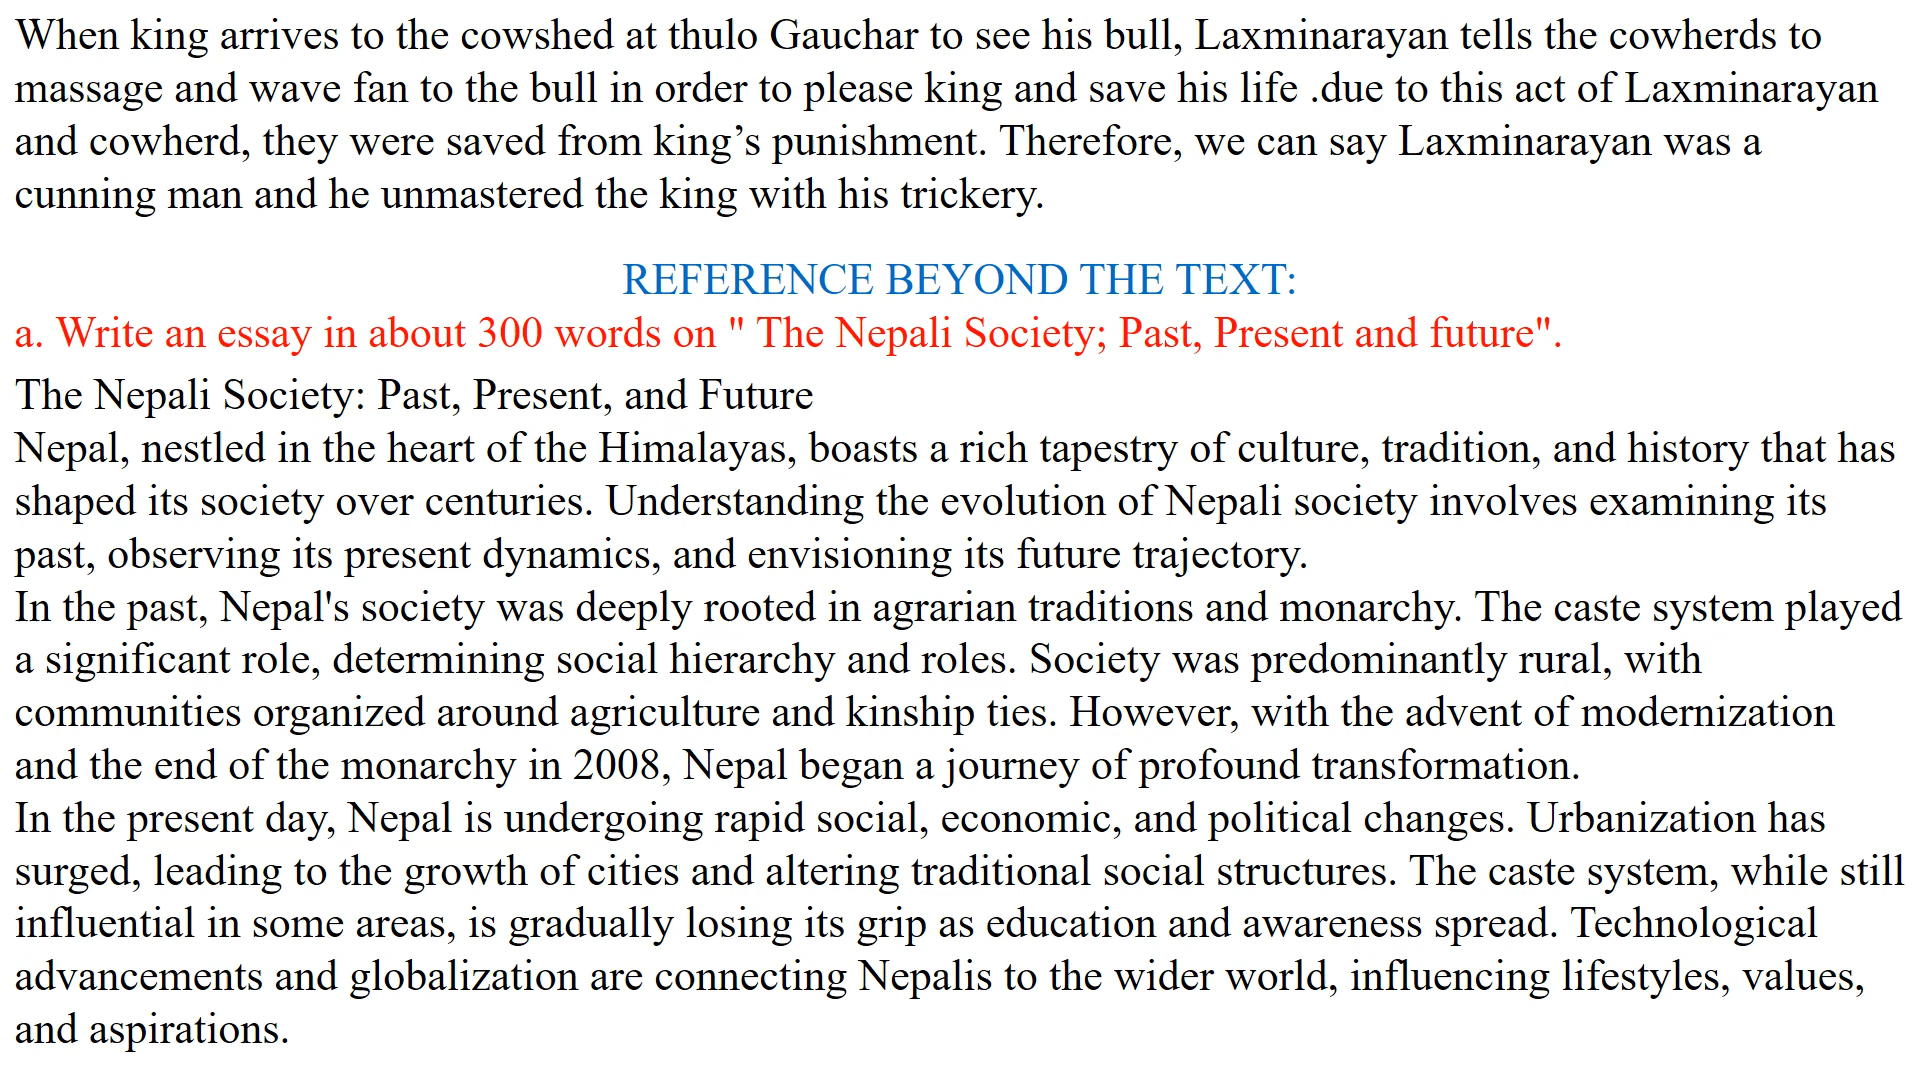 When king arrives to the cowshed at thulo Gauchar to see his bull, Laxminarayan tells the cowherds to
massage and wave fan to the bull in order to please king and save his life .due to this act of Laxminarayan
and cowherd, they were saved from king’s punishment. Therefore, we can say Laxminarayan was a
cunning man and he unmastered the king with his trickery.
REFERENCE BEYOND THE TEXT:
a. Write an essay in about 300 words on " The Nepali Society; Past, Present and future".
The Nepali Society: Past, Present, and Future
Nepal, nestled in the heart of the Himalayas, boasts a rich tapestry of culture, tradition, and history that has
shaped its society over centuries. Understanding the evolution of Nepali society involves examining its
past, observing its present dynamics, and envisioning its future trajectory.
In the past, Nepal's society was deeply rooted in agrarian traditions and monarchy. The caste system played
a significant role, determining social hierarchy and roles. Society was predominantly rural, with
communities organized around agriculture and kinship ties. However, with the advent of modernization
and the end of the monarchy in 2008, Nepal began a journey of profound transformation.
In the present day, Nepal is undergoing rapid social, economic, and political changes. Urbanization has
surged, leading to the growth of cities and altering traditional social structures. The caste system, while still
influential in some areas, is gradually losing its grip as education and awareness spread. Technological
advancements and globalization are connecting Nepalis to the wider world, influencing lifestyles, values,
and aspirations.